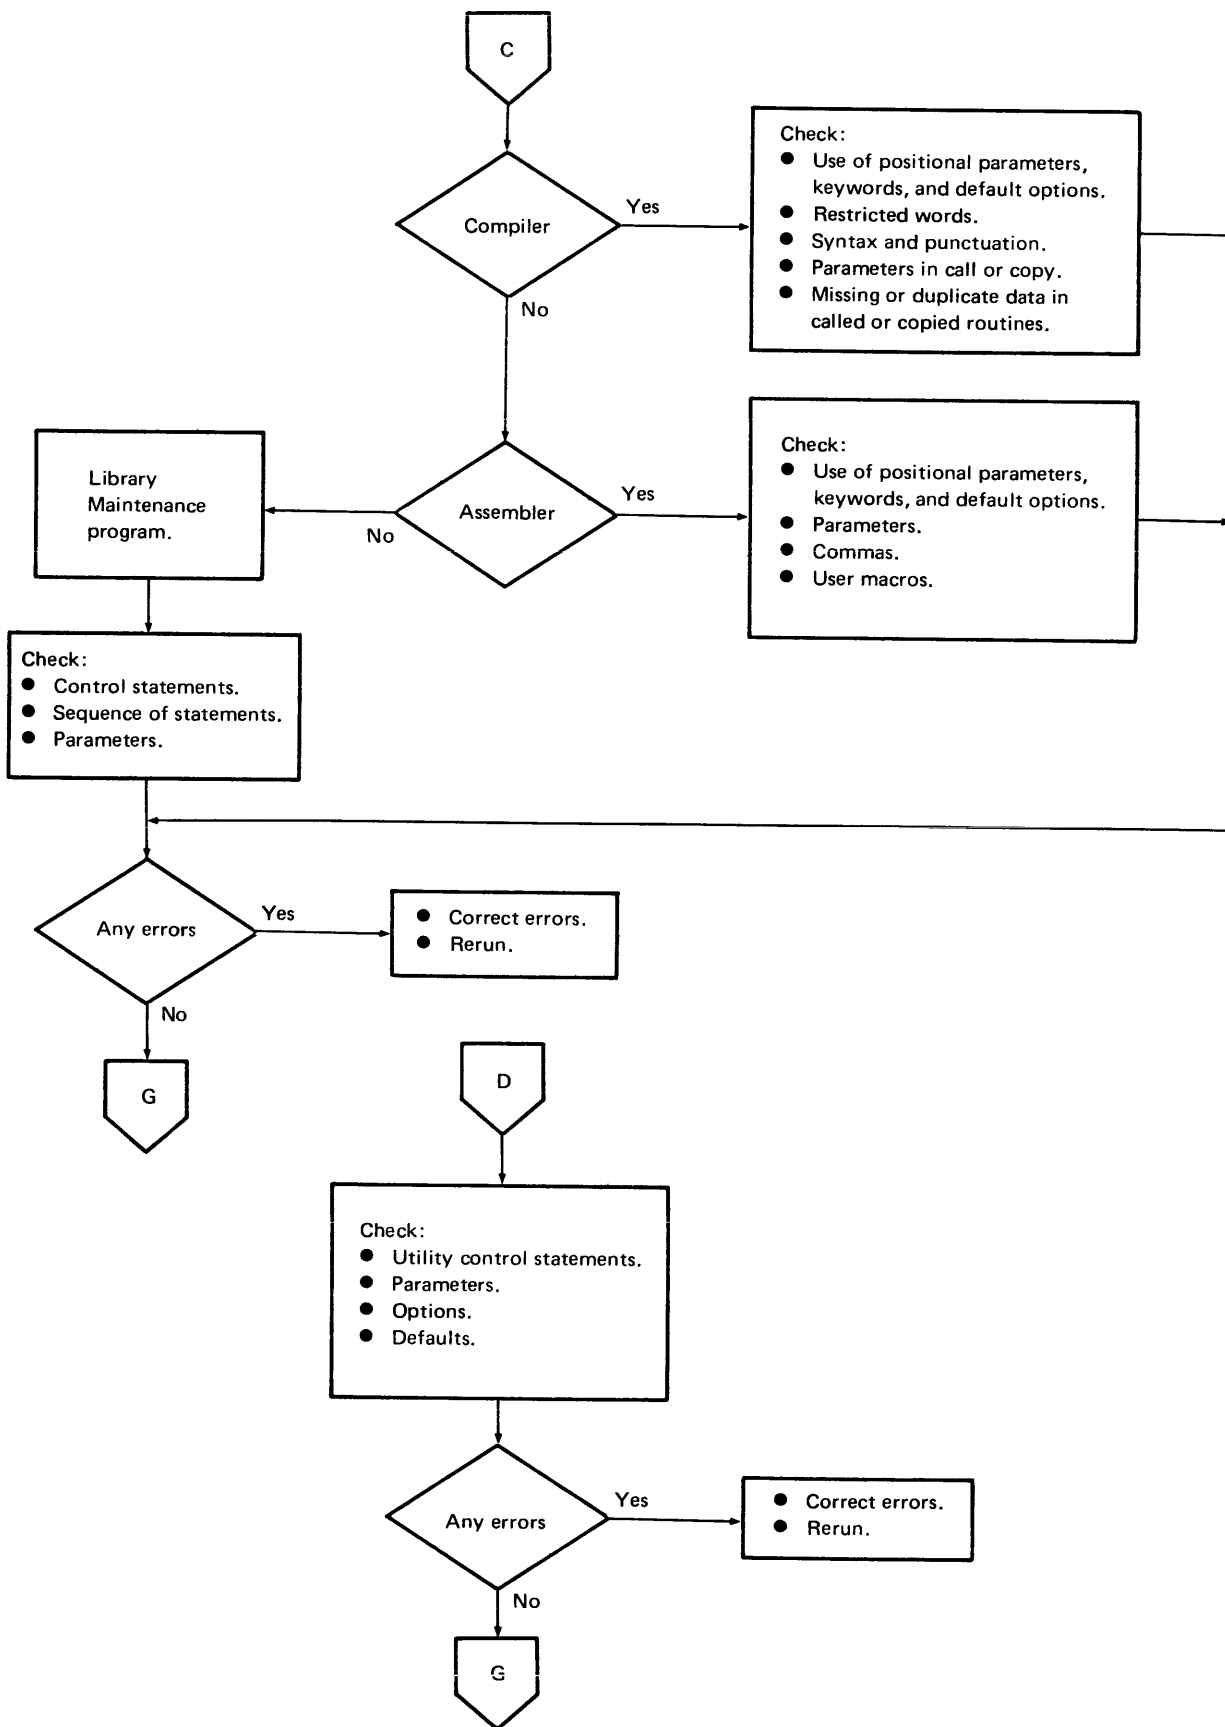 C
Compiler
Yes
No
Check:
● Use of positional parameters,
keywords, and default options.
● Restricted words.
● Syntax and punctuation.
● Parameters in call or copy.
● Missing or duplicate data in
called or copied routines.
Assembler
Yes
No
Check:
● Use of positional parameters,
keywords, and default options.
● Parameters.
● Commas.
● User macros.
Library
Maintenance
program.
Check:
● Control statements.
● Sequence of statements.
● Parameters.
Any errors
Yes
No
● Correct errors.
● Rerun.
G
D
Check:
● Utility control statements.
● Parameters.
● Options.
● Defaults.
Any errors
Yes
No
● Correct errors.
● Rerun.
G